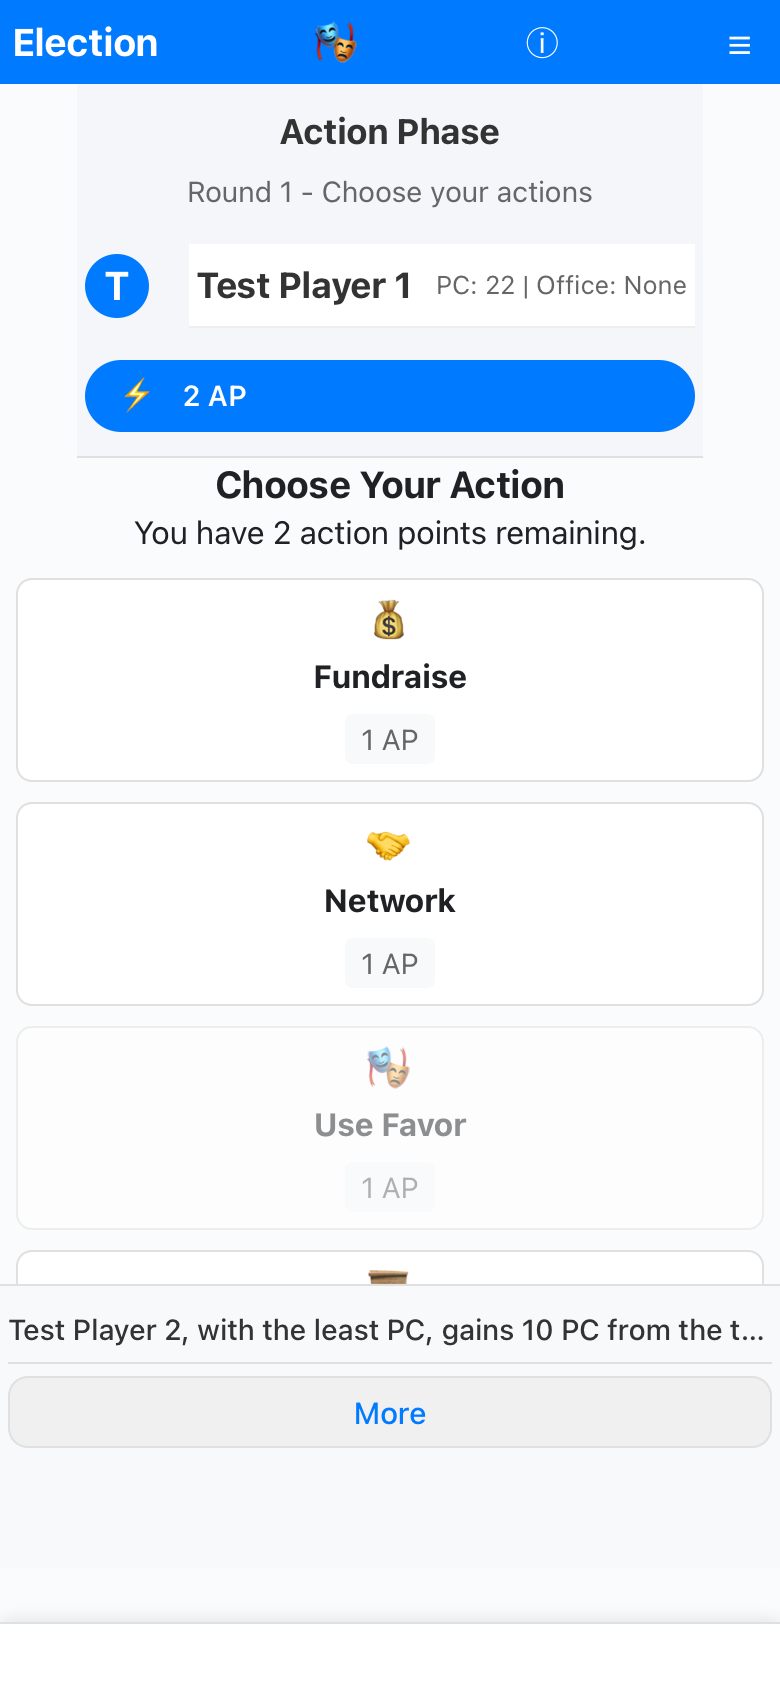 Election
Action Phase
Round 1 - Choose your actions
T
Test Player 1 PC: 22 | Office: None
2 AP
Choose Your Action
You have 2 action points remaining.
Fundraise
1 AP
Network
1 AP
Use Favor
1 AP
Test Player 2, with the least PC, gains 10 PC from the t...
More